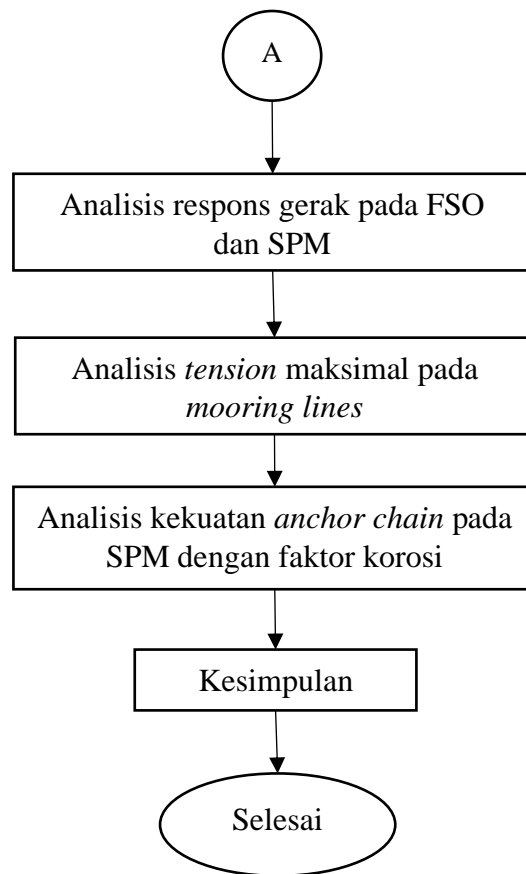 A
Analisis respons gerak pada FSO
dan SPM
Analisis tension maksimal pada
mooring lines
Analisis kekuatan anchor chain pada
SPM dengan faktor korosi
Kesimpulan
Selesai